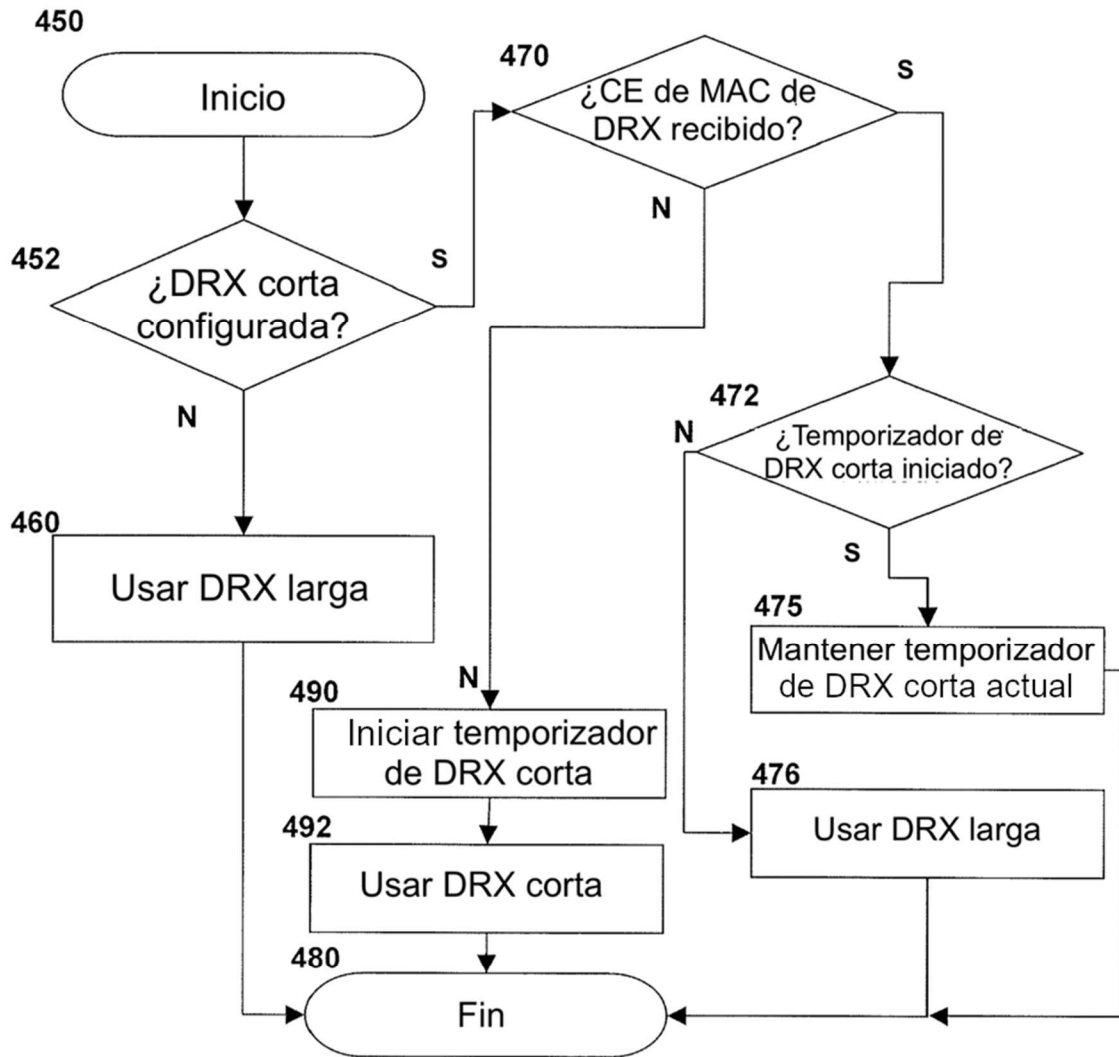 450
Inicio
452
¿DRX corta
configurada?
S
N
460
Usar DRX larga
470
¿CE de MAC de
DRX recibido?
S
N
472
¿Temporizador de
DRX corta iniciado?
N
S
475
Mantener temporizador
de DRX corta actual
476
Usar DRX larga
N
490
Iniciar temporizador
de DRX corta
492
Usar DRX corta
480
Fin